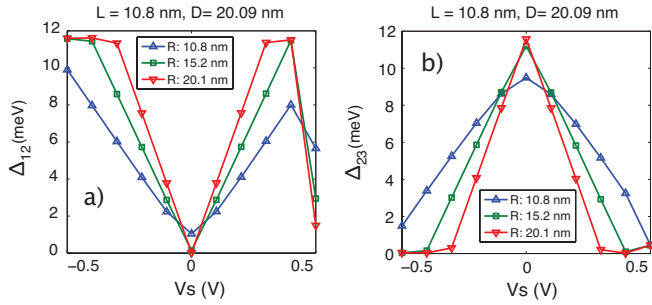 L = 10.8 nm, D= 20.09 nm
12
10
8
6
4
2
0
Δ12 (meV)
R: 10.8 nm
R: 15.2 nm
R: 20.1 nm
a)
−0.5
0
0.5
Vs (V)
L = 10.8 nm, D= 20.09 nm
12
10
8
6
4
2
0
Δ23 (meV)
b)
R: 10.8 nm
R: 15.2 nm
R: 20.1 nm
−0.5
0
0.5
Vs (V)